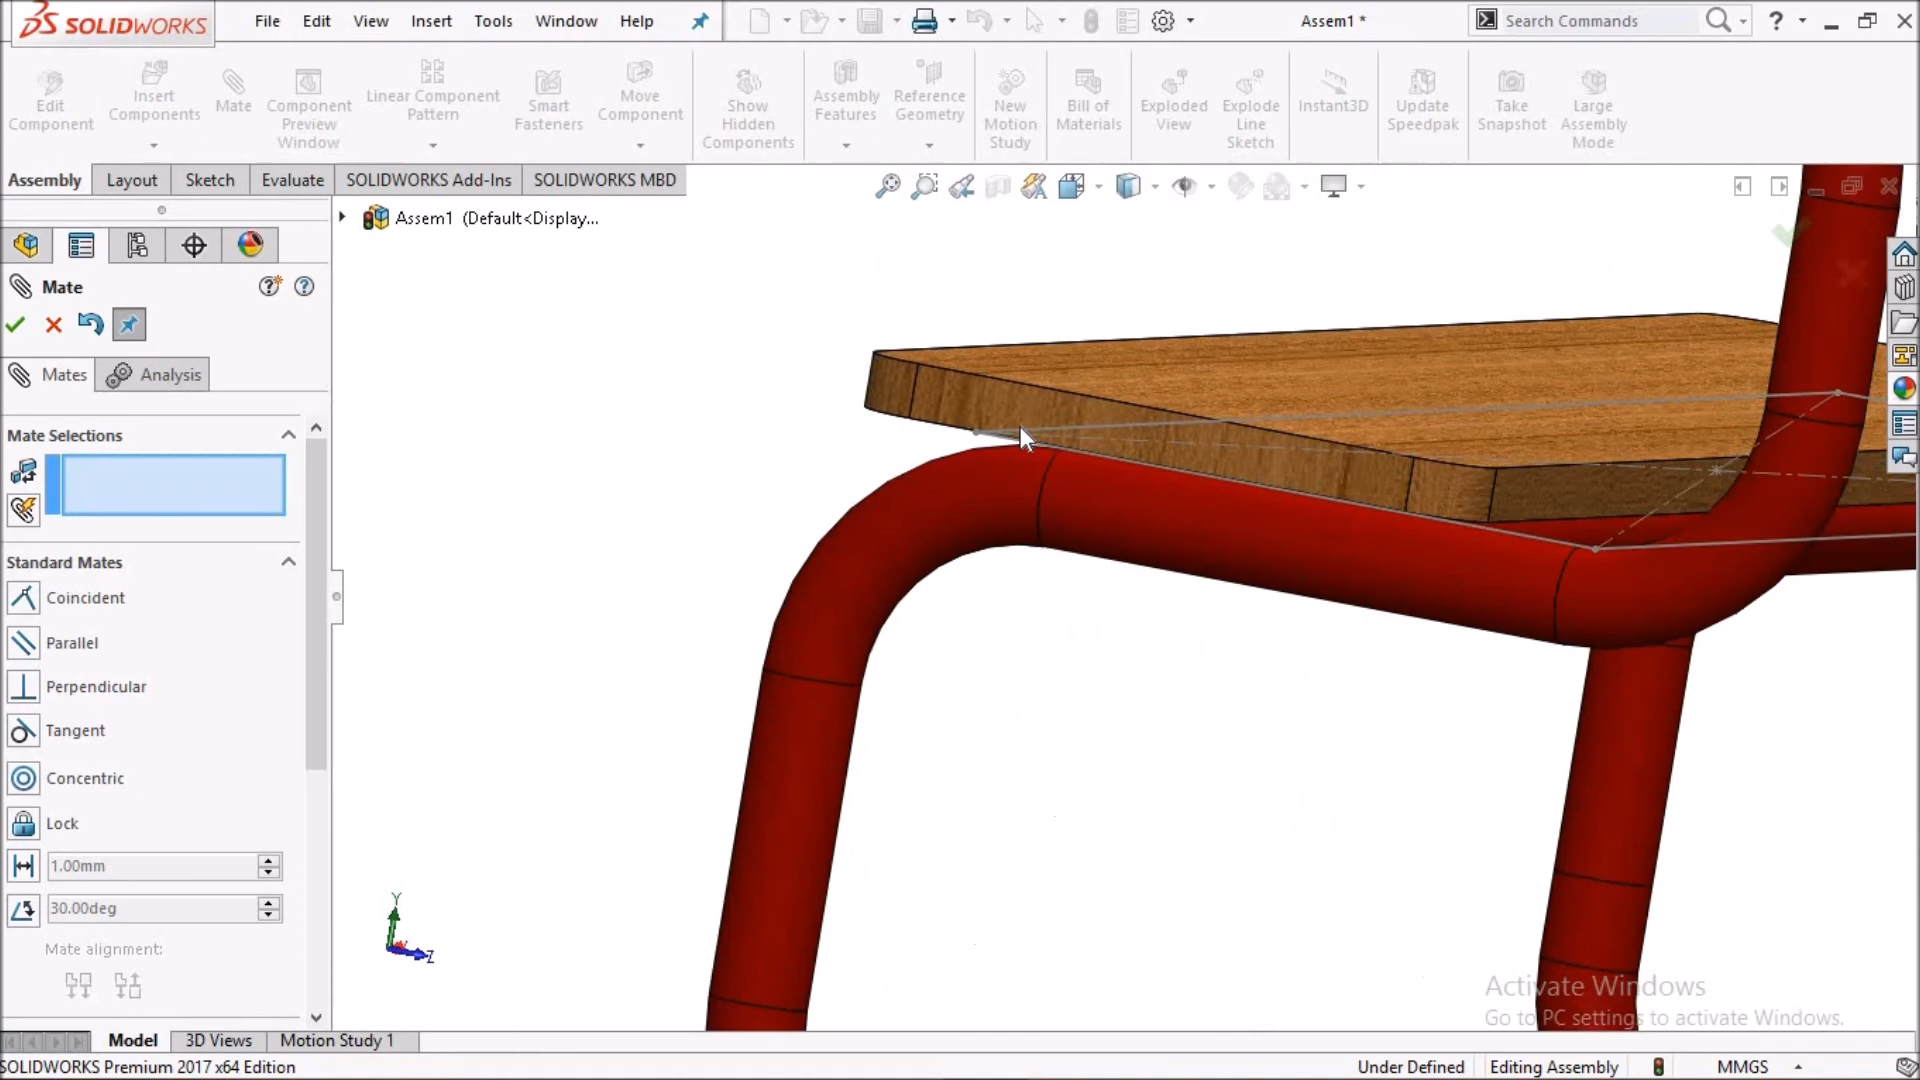 SOLIDWORKS
File Edit View Insert Tools Window Help
Assem1 *
Search Commands
Edit Component
Insert Components
Mate
Component Preview Window
Linear Component Pattern
Smart Fasteners
Move Component
Show Hidden Components
Assembly Features
Reference Geometry
New Motion Study
Bill of Materials
Exploded View
Explode Line Sketch
Instant3D
Update Speedpak
Take Snapshot
Large Assembly Mode
Assembly Layout Sketch Evaluate SOLIDWORKS Add-Ins SOLIDWORKS MBD
Assem1 (Default<Display...
Mate
Mates Analysis
Mate Selections
Standard Mates
Coincident
Parallel
Perpendicular
Tangent
Concentric
Lock
1.00mm
30.00deg
Mate alignment:
Y
Z
Activate Windows
Go to PC settings to activate Windows.
Model 3D Views Motion Study 1
SOLIDWORKS Premium 2017 x64 Edition
Under Defined Editing Assembly MMGS